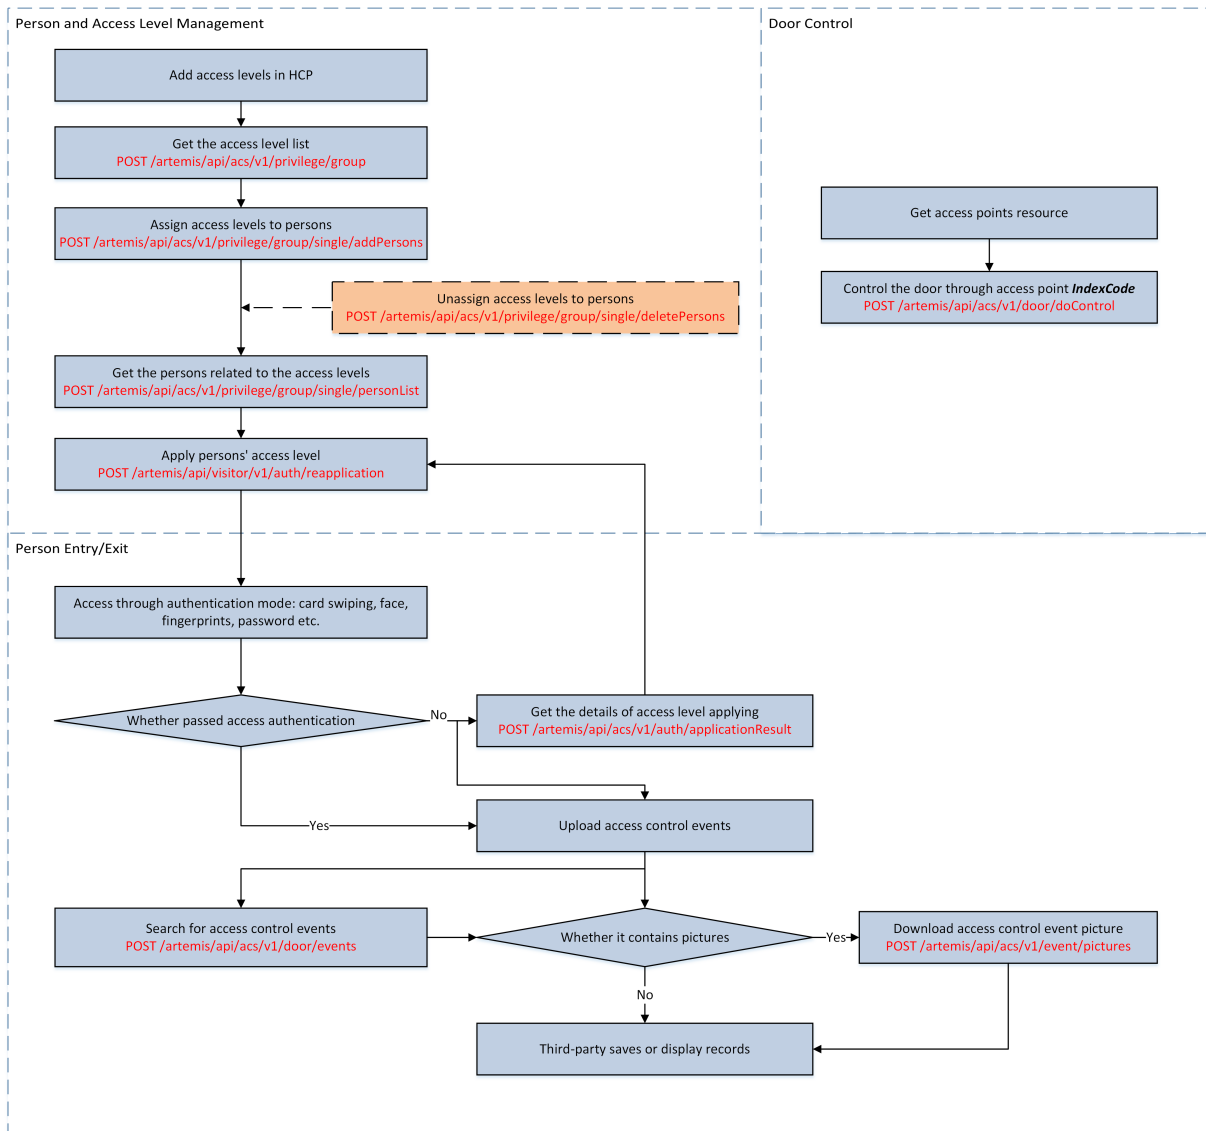 Person and Access Level Management
Add access levels in HCP
Get the access level list
POST /artemis/api/acs/v1/privilege/group
Assign access levels to persons
POST /artemis/api/acs/v1/privilege/group/single/addPersons
Unassign access levels to persons
POST /artemis/api/acs/v1/privilege/group/single/deletePersons
Get the persons related to the access levels
POST /artemis/api/acs/v1/privilege/group/single/personList
Apply persons' access level
POST /artemis/api/visitor/v1/auth/reapplication
Door Control
Get access points resource
Control the door through access point IndexCode
POST /artemis/api/acs/v1/door/doControl
Person Entry/Exit
Access through authentication mode: card swiping, face,
fingerprints, password etc.
Whether passed access authentication
No
Get the details of access level applying
POST /artemis/api/acs/v1/auth/applicationResult
Yes
Upload access control events
Search for access control events
POST /artemis/api/acs/v1/door/events
Whether it contains pictures
Yes
Download access control event picture
POST /artemis/api/acs/v1/event/pictures
No
Third-party saves or display records